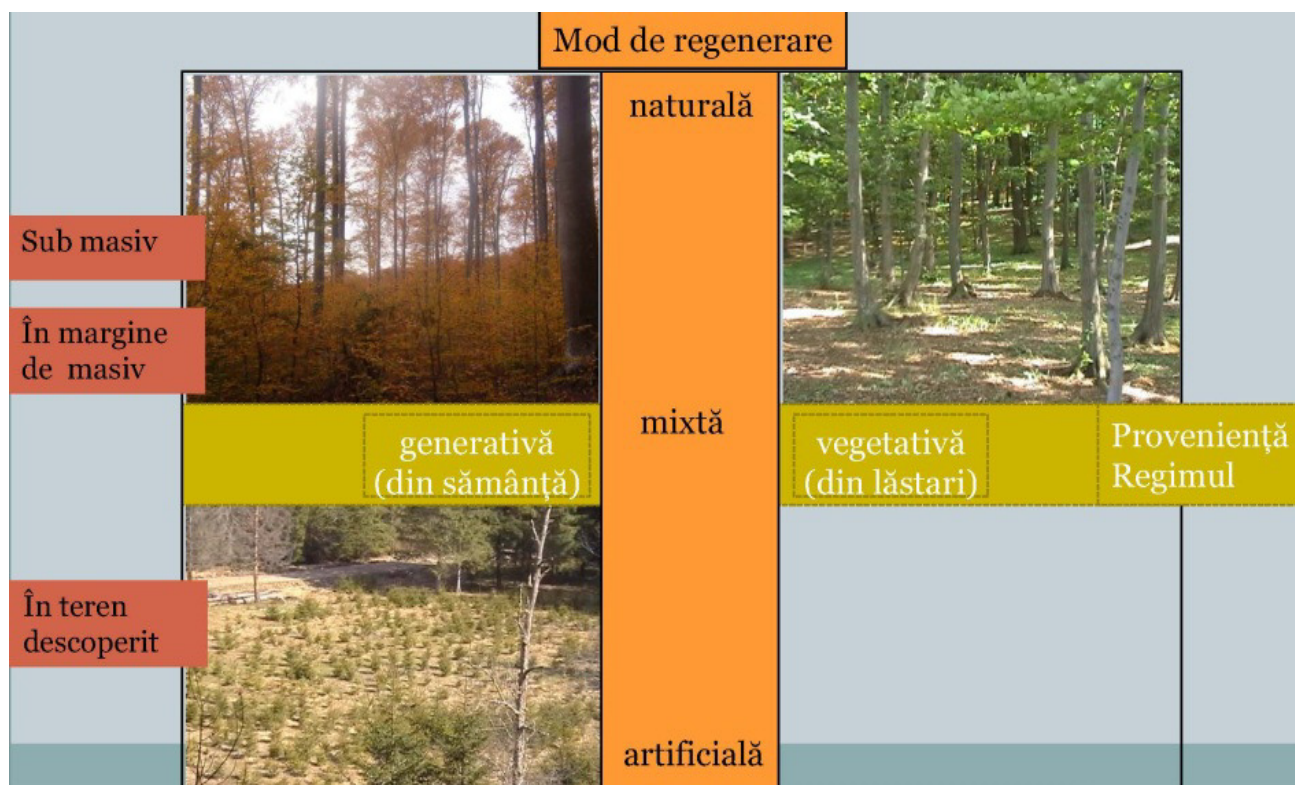 Mod de regenerare
naturală
Sub masiv
În margine
de masiv
mixtă
generativă
(din sămânță)
vegetativă
(din lăstari)
Proveniență
Regimul
În teren
descoperit
artificială